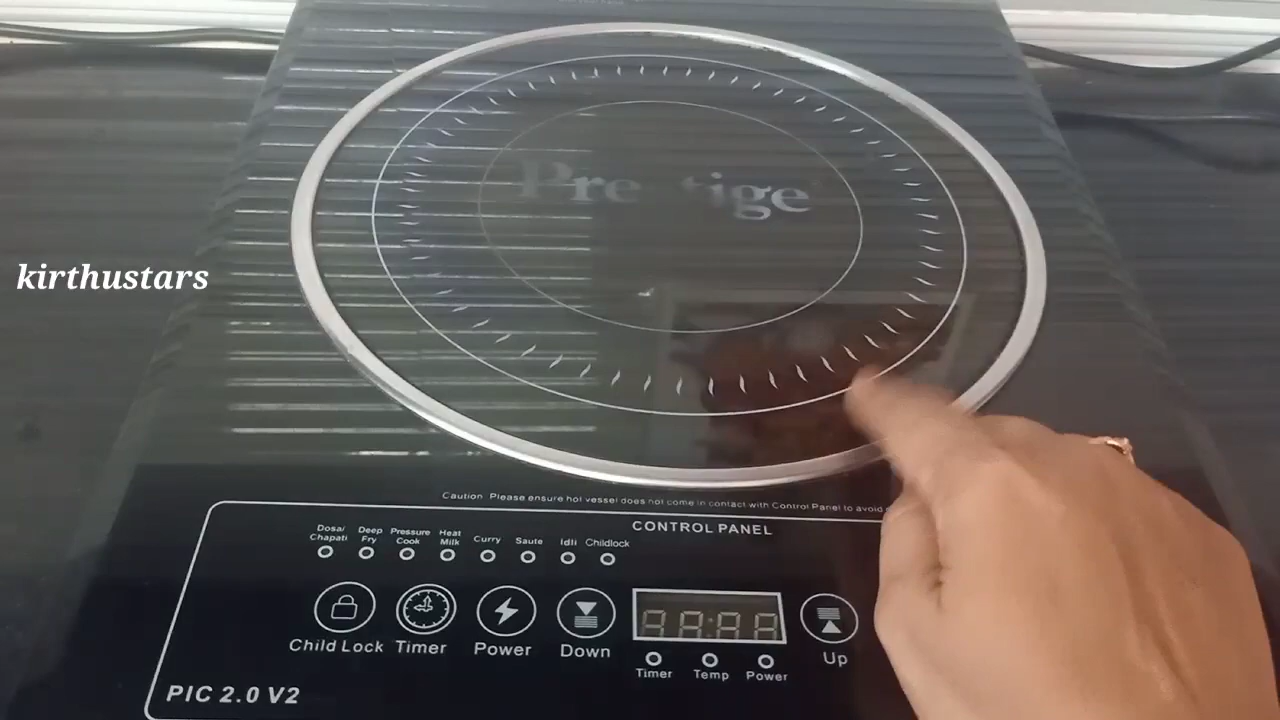 Prestige
kirthustars
Caution: Please ensure hot vessel does not come in contact with Control Panel to avoid
CONTROL PANEL
Dosa/ Chapati
Deep Fry
Pressure Cook
Heat Milk
Curry
Saute
Idli
Childlock
Child Lock
Timer
Power
Down
Up
Timer
Temp
Power
PIC 2.0 V2